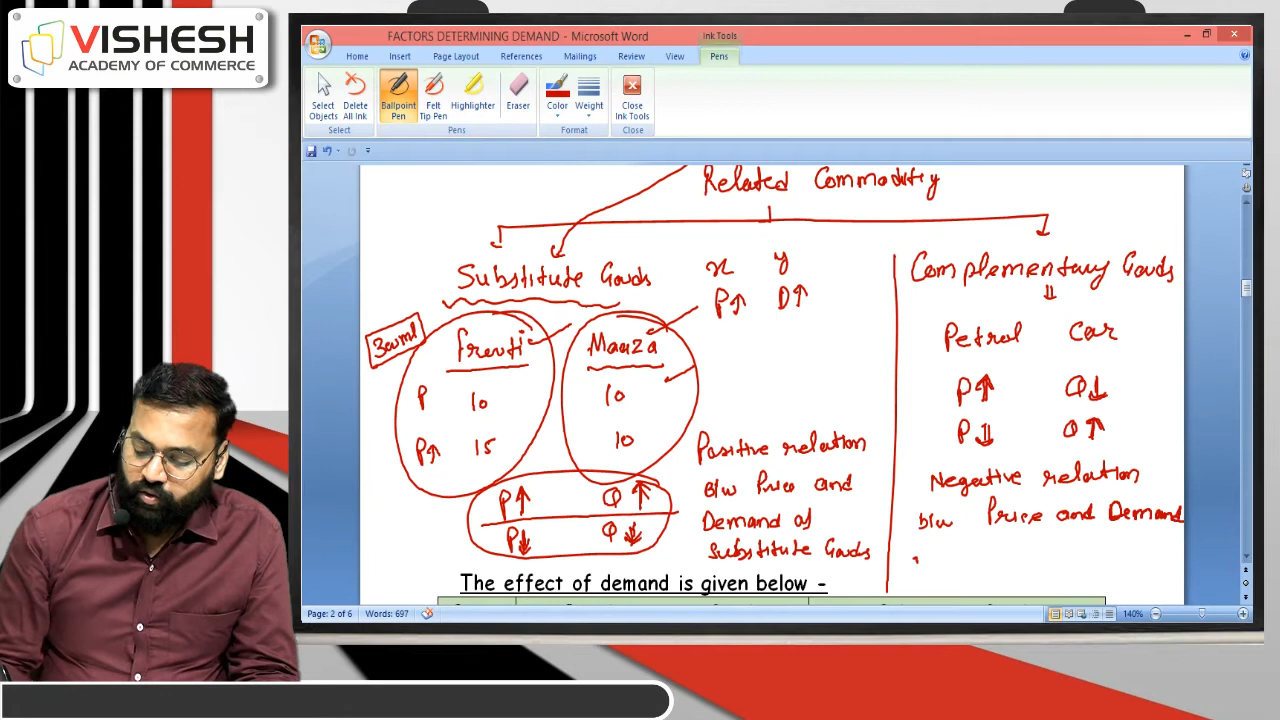 VISHESH
ACADEMY OF COMMERCE
FACTORS DETERMINING DEMAND - Microsoft Word
Ink Tools
Home Insert Page Layout References Mailings Review View Pens
Select Objects
Delete All Ink
Ballpoint Pen
Felt Tip Pen
Highlighter
Eraser
Color
Weight
Close Ink Tools
Select Pens Format Close
Related Commodity
Substitute Goods
x y
P↑ D↑
300ml
Frouti Maaza
P 10 10
P↑ 15 10
P↑ Q↑
P↓ Q↓
Positive relation
b/w Price and
Demand of
Substitute Goods
Complementary Goods
Petrol Car
P↑ Q↓
P↓ Q↑
Negative relation
b/w Price and Demand
The effect of demand is given below -
Page: 2 of 6 Words: 697 140%